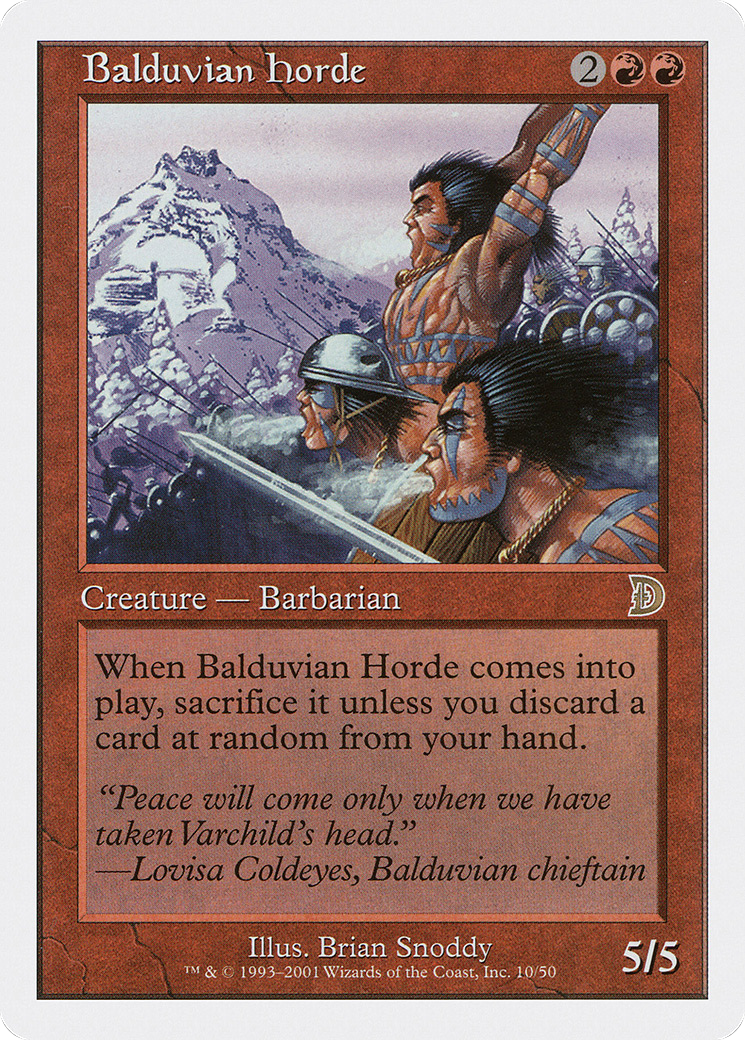 Balduvian Horde
2
Creature — Barbarian
D
When Balduvian Horde comes into
play, sacrifice it unless you discard a
card at random from your hand.
“Peace will come only when we have
taken Varchild’s head.”
—Lovisa Coldeyes, Balduvian chieftain
Illus. Brian Snoddy
™ & © 1993–2001 Wizards of the Coast, Inc. 10/50
5/5